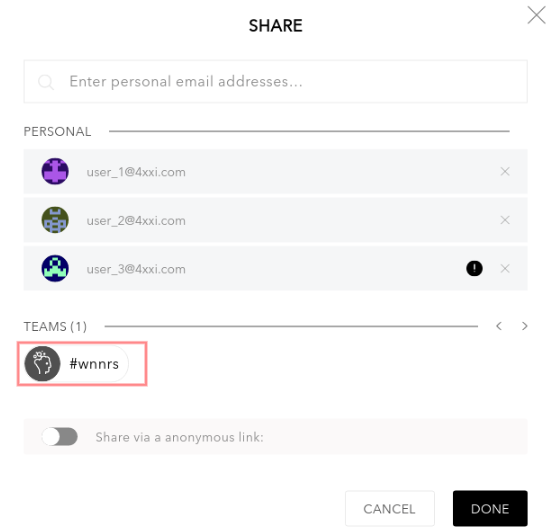 SHARE
Enter personal email addresses...
PERSONAL
user_1@4xxi.com
user_2@4xxi.com
user_3@4xxi.com
!
TEAMS (1)
#wnnrs
Share via a anonymous link:
CANCEL
DONE